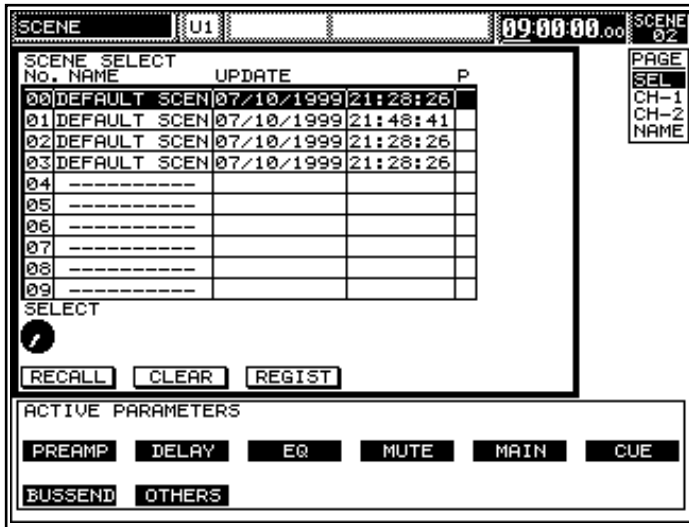 SCENE U1 09:00:00.00 SCENE 02
SCENE SELECT
No. NAME UPDATE P
00 DEFAULT SCEN 07/10/1999 21:28:26
01 DEFAULT SCEN 07/10/1999 21:48:41
02 DEFAULT SCEN 07/10/1999 21:28:26
03 DEFAULT SCEN 07/10/1999 21:28:26
04 ----------
05 ----------
06 ----------
07 ----------
08 ----------
09 ----------
SELECT
RECALL CLEAR REGIST
PAGE
SEL
CH-1
CH-2
NAME
ACTIVE PARAMETERS
PREAMP DELAY EQ MUTE MAIN CUE
BUSSEND OTHERS